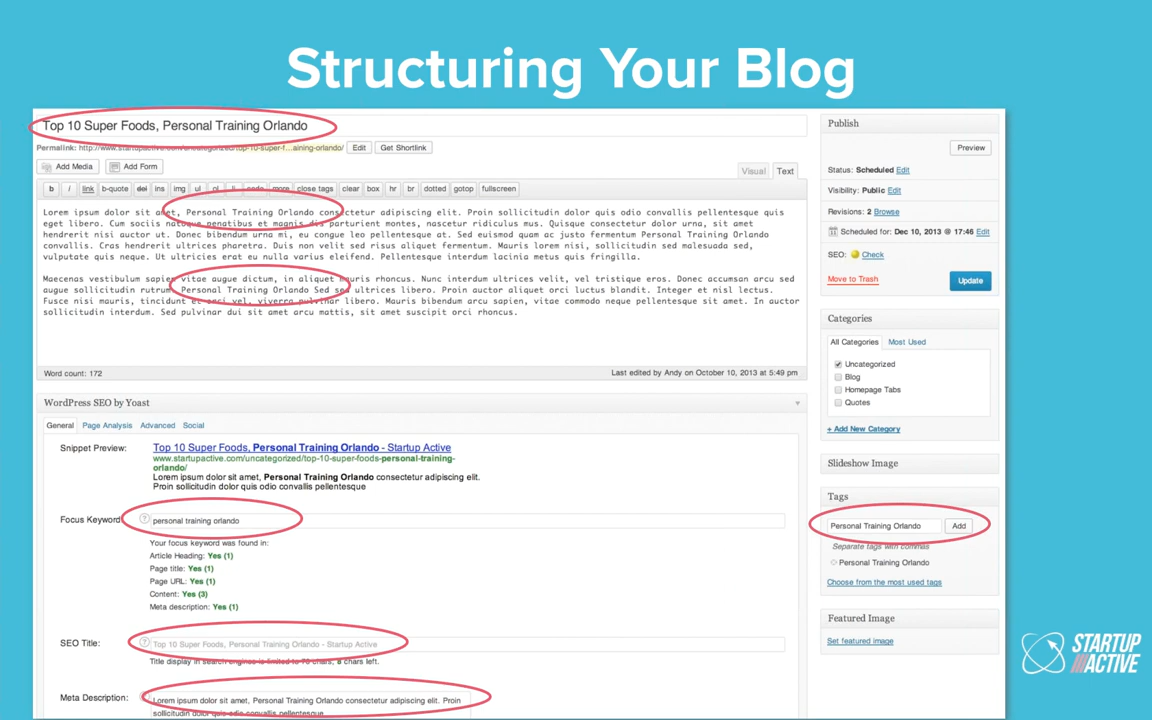 Structuring Your Blog
Top 10 Super Foods, Personal Training Orlando
Permalink: http://www.startupactive.com/uncategorized/top-10-super-f...aining-orlando/ Edit Get Shortlink
Add Media Add Form
Visual Text
b i link b-quote del ins img ul ol li code more close tags clear box hr br dotted gotop fullscreen
Lorem ipsum dolor sit amet, Personal Training Orlando consectetur adipiscing elit. Proin sollicitudin dolor quis odio convallis pellentesque quis
eget libero. Cum sociis natoque penatibus et magnis dis parturient montes, nascetur ridiculus mus. Quisque consectetur dolor urna, sit amet
hendrerit nisi auctor ut. Donec bibendum urna mi, eu congue leo pellentesque eu. Sed euismod quam ac justo fermentum Personal Training Orlando
convallis. Cras hendrerit ultrices pharetra. Duis non velit sed risus aliquet fermentum. Mauris lorem nisi, sollicitudin sed malesuada sed,
vulputate quis neque. Ut ultricies erat eu nulla varius eleifend. Pellentesque interdum lacinia metus quis fringilla.
Maecenas vestibulum sapien vitae augue dictum, in aliquet mauris rhoncus. Nunc interdum ultrices velit, vel tristique eros. Donec accumsan arcu sed
augue sollicitudin rutrum. Personal Training Orlando Sed sed ultrices libero. Proin auctor aliquet orci luctus blandit. Integer et nisl lectus.
Fusce nisi mauris, tincidunt et orci vel, viverra pulvinar libero. Mauris bibendum arcu sapien, vitae commodo neque pellentesque sit amet. In auctor
sollicitudin interdum. Sed pulvinar dui sit amet arcu mattis, sit amet suscipit orci rhoncus.
Word count: 172
Last edited by Andy on October 10, 2013 at 5:49 pm
WordPress SEO by Yoast
General Page Analysis Advanced Social
Snippet Preview:
Top 10 Super Foods, Personal Training Orlando - Startup Active
www.startupactive.com/uncategorized/top-10-super-foods-personal-training-
orlando/
Lorem ipsum dolor sit amet, Personal Training Orlando consectetur adipiscing elit.
Proin sollicitudin dolor quis odio convallis pellentesque
Focus Keyword:
? personal training orlando
Your focus keyword was found in:
Article Heading: Yes (1)
Page title: Yes (1)
Page URL: Yes (1)
Content: Yes (3)
Meta description: Yes (1)
SEO Title:
? Top 10 Super Foods, Personal Training Orlando - Startup Active
Title display in search engines is limited to 70 chars, 8 chars left.
Meta Description:
Lorem ipsum dolor sit amet, Personal Training Orlando consectetur adipiscing elit. Proin
sollicitudin dolor quis odio convallis pellentesque
Publish
Preview
Status: Scheduled Edit
Visibility: Public Edit
Revisions: 2 Browse
Scheduled for: Dec 10, 2013 @ 17:46 Edit
SEO: Check
Move to Trash
Update
Categories
All Categories Most Used
Uncategorized
Blog
Homepage Tabs
Quotes
+ Add New Category
Slideshow Image
Tags
Personal Training Orlando Add
Separate tags with commas
Personal Training Orlando
Choose from the most used tags
Featured Image
Set featured image
STARTUP
ACTIVE